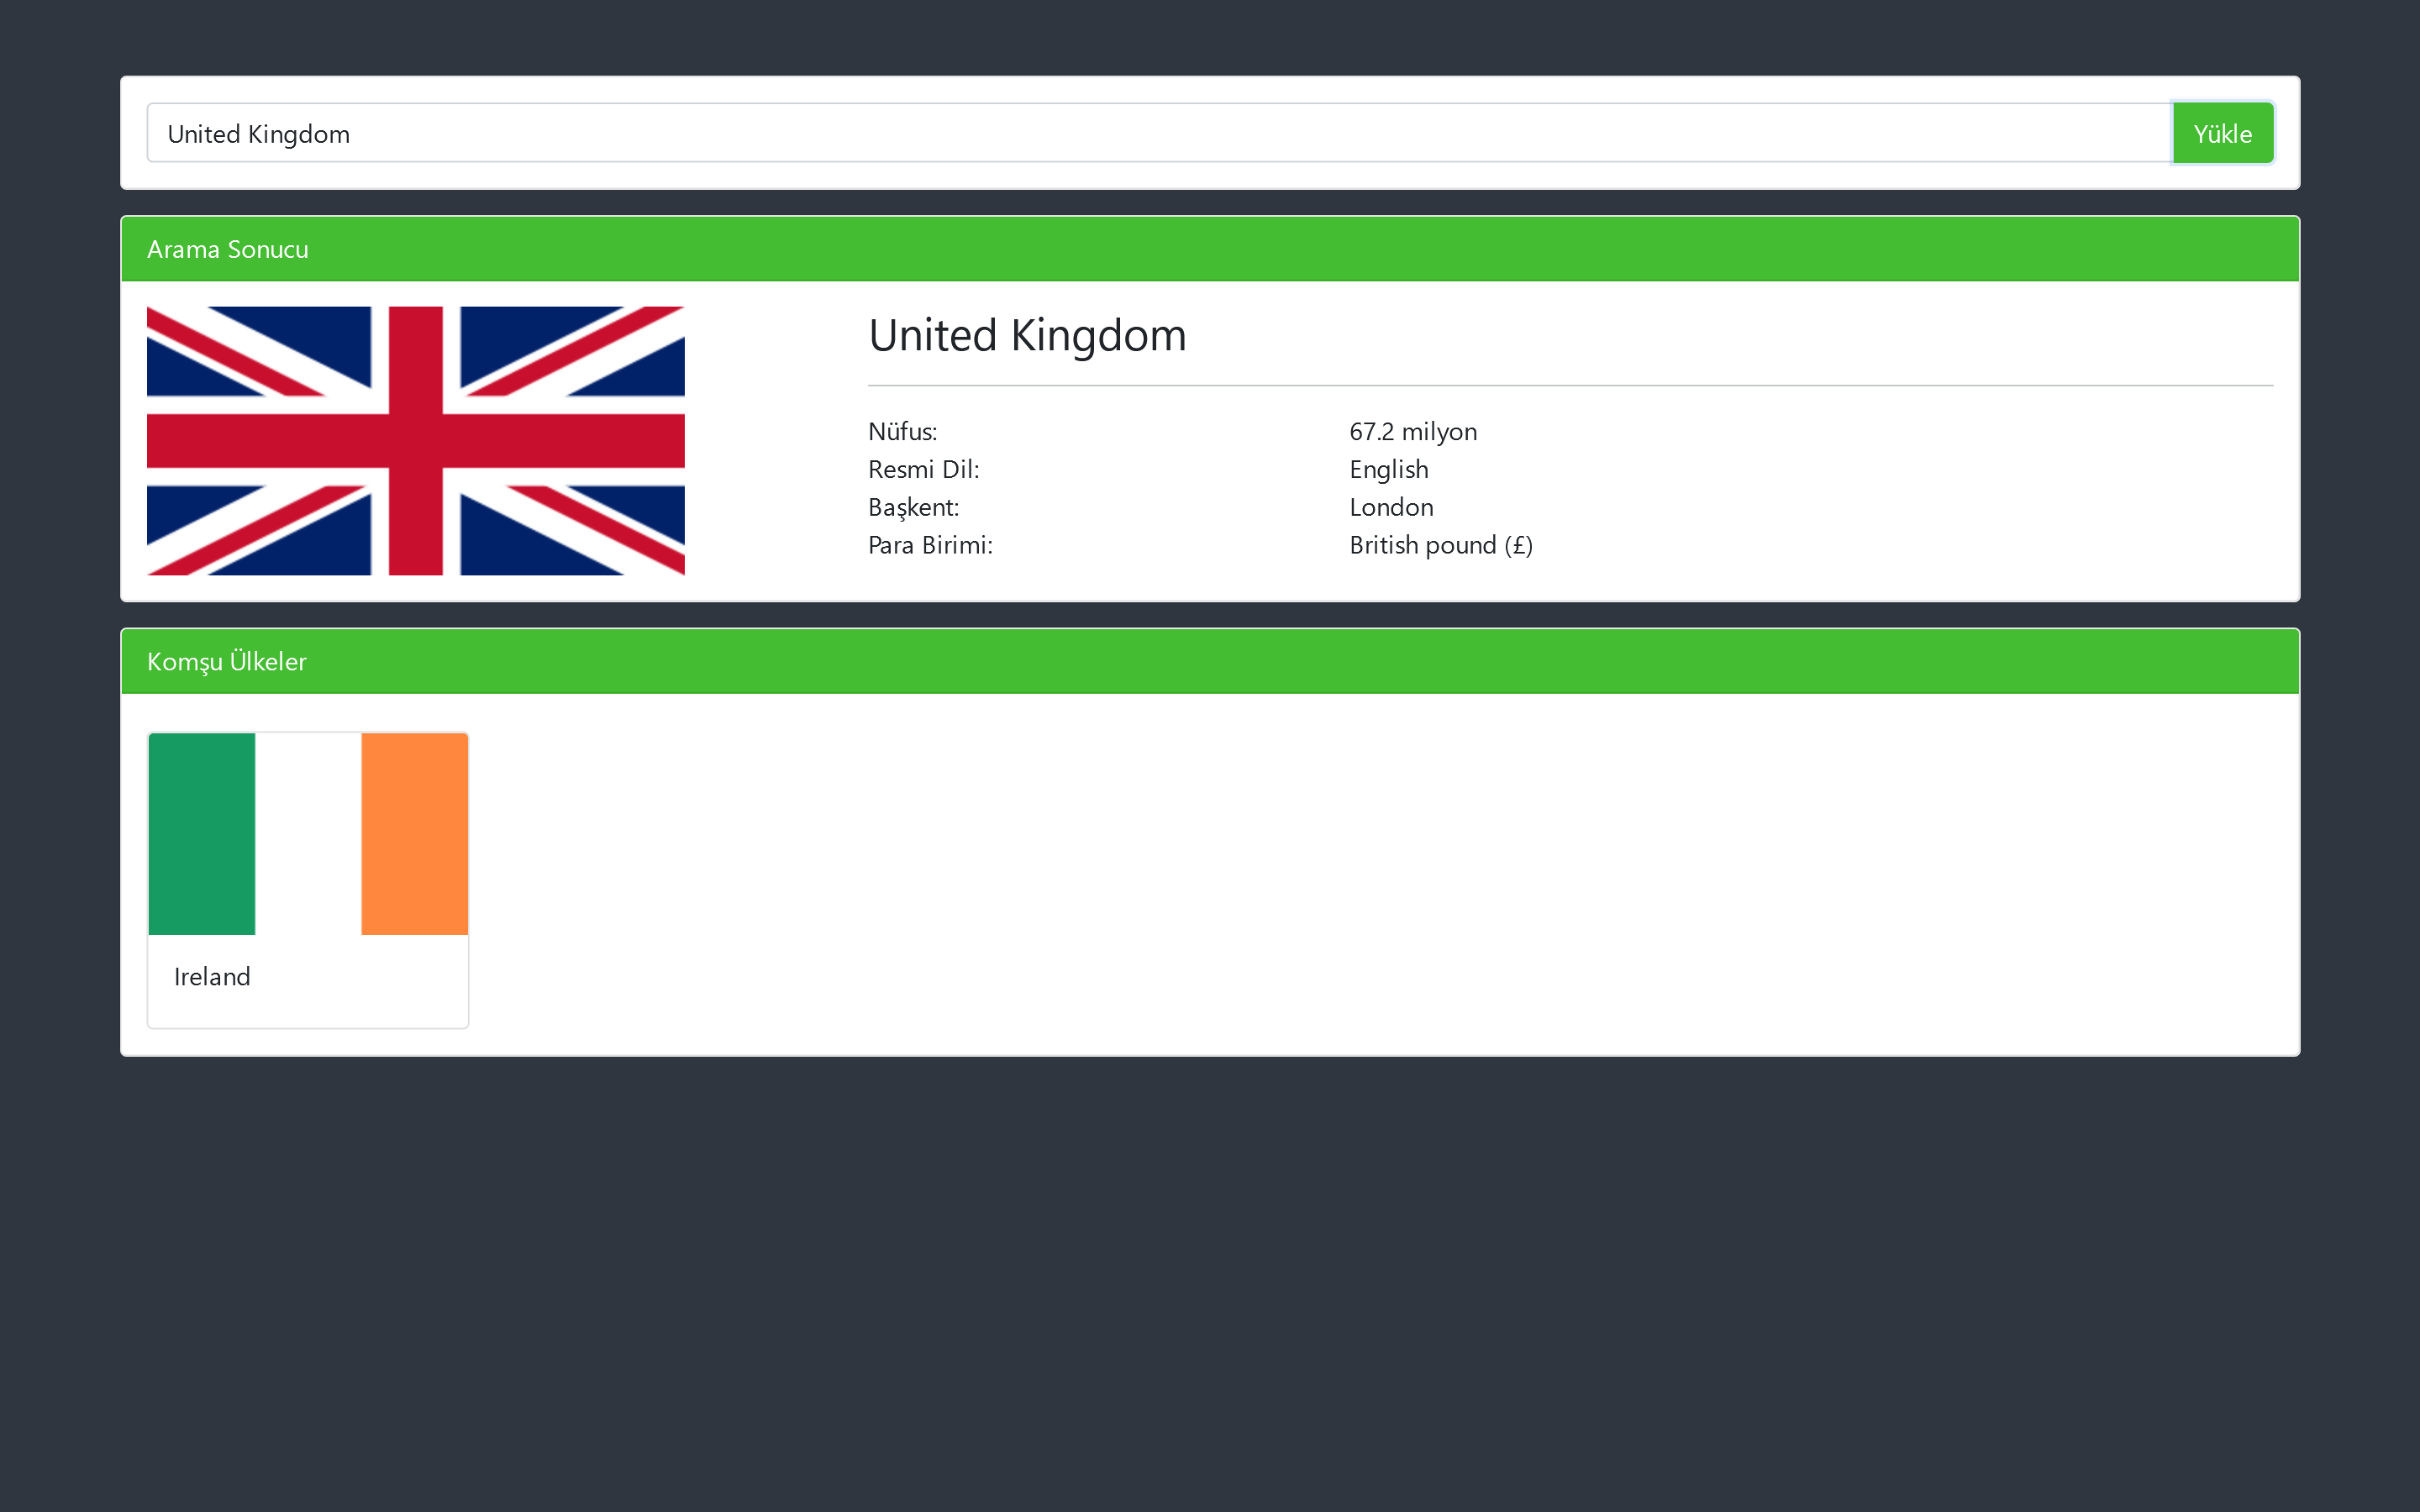 United Kingdom
Yükle
Arama Sonucu
United Kingdom
Nüfus: 67.2 milyon
Resmi Dil: English
Başkent: London
Para Birimi: British pound (£)
Komşu Ülkeler
Ireland